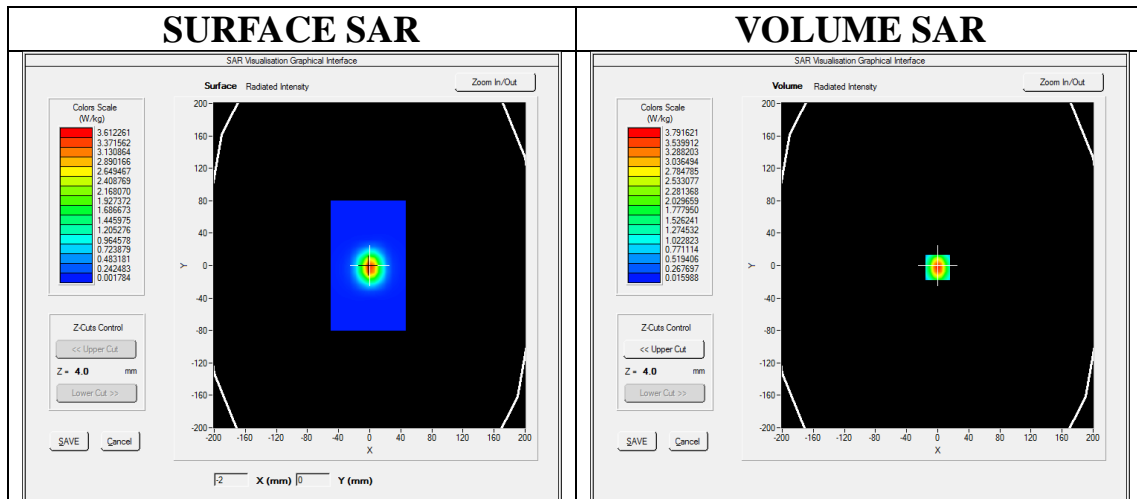 SURFACE SAR
VOLUME SAR
SAR Visualisation Graphical Interface
Surface Radiated Intensity
Zoom In/Out
Colors Scale
(W/kg)
3.612261
3.371562
3.130864
2.890166
2.649467
2.408769
2.168070
1.927372
1.686673
1.445975
1.205276
0.964578
0.723879
0.483181
0.242483
0.001784
Z-Cuts Control
<< Upper Cut
Z = 4.0 mm
Lower Cut >>
SAVE Cancel
200
160
120
80
40
0
-40
-80
-120
-160
-200
Y
-200 -160 -120 -80 -40 0 40 80 120 160 200
X
-2 X (mm) 0 Y (mm)
SAR Visualisation Graphical Interface
Volume Radiated Intensity
Zoom In/Out
Colors Scale
(W/kg)
3.791621
3.539912
3.288203
3.036494
2.784785
2.533077
2.281368
2.029659
1.777950
1.526241
1.274532
1.022823
0.771114
0.519406
0.267697
0.015988
Z-Cuts Control
<< Upper Cut
Z = 4.0 mm
Lower Cut >>
SAVE Cancel
200
160
120
80
40
0
-40
-80
-120
-160
-200
Y
-200 -160 -120 -80 -40 0 40 80 120 160 200
X